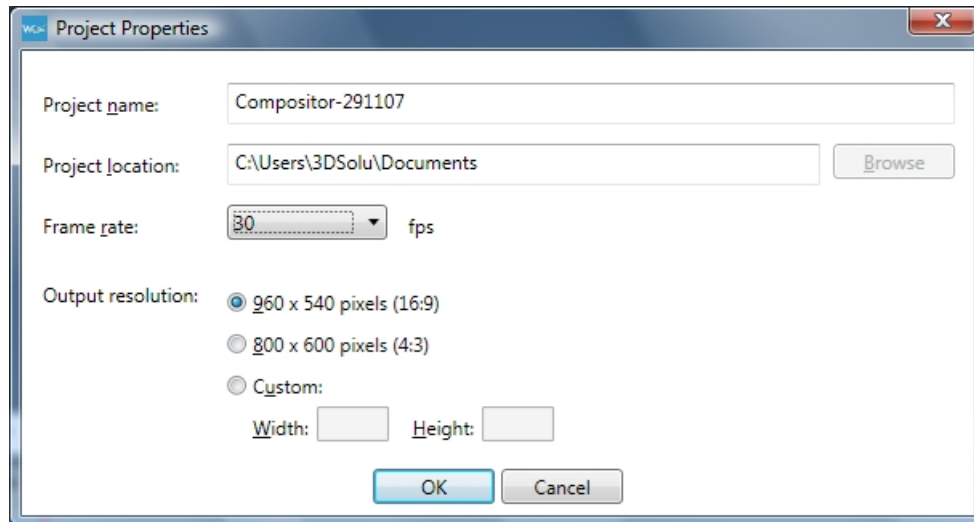 Project Properties
Project name: Compositor-291107
Project location: C:\Users\3DSolu\Documents Browse
Frame rate: 30 fps
Output resolution: 960 x 540 pixels (16:9)
800 x 600 pixels (4:3)
Custom:
Width: Height:
OK Cancel